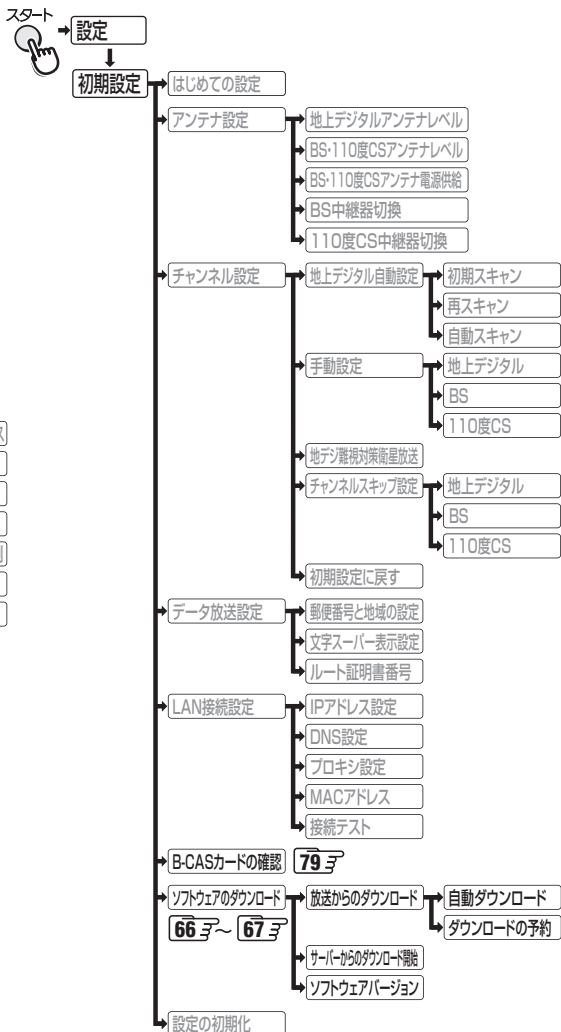 スタート
設定
初期設定
はじめての設定
アンテナ設定
地上デジタルアンテナレベル
BS・110度CSアンテナレベル
BS・110度CSアンテナ電源供給
BS中継器切換
110度CS中継器切換
チャンネル設定
地上デジタル自動設定
初期スキャン
再スキャン
自動スキャン
手動設定
地上デジタル
BS
110度CS
地デジ難視対策衛星放送
チャンネルスキップ設定
地上デジタル
BS
110度CS
初期設定に戻す
データ放送設定
郵便番号と地域の設定
文字スーパー表示設定
ルート証明書番号
LAN接続設定
IPアドレス設定
DNS設定
プロキシ設定
MACアドレス
接続テスト
B-CASカードの確認 79
ソフトウェアのダウンロード
66 ～ 67
放送からのダウンロード
自動ダウンロード
ダウンロードの予約
サーバーからのダウンロード開始
ソフトウェアバージョン
設定の初期化